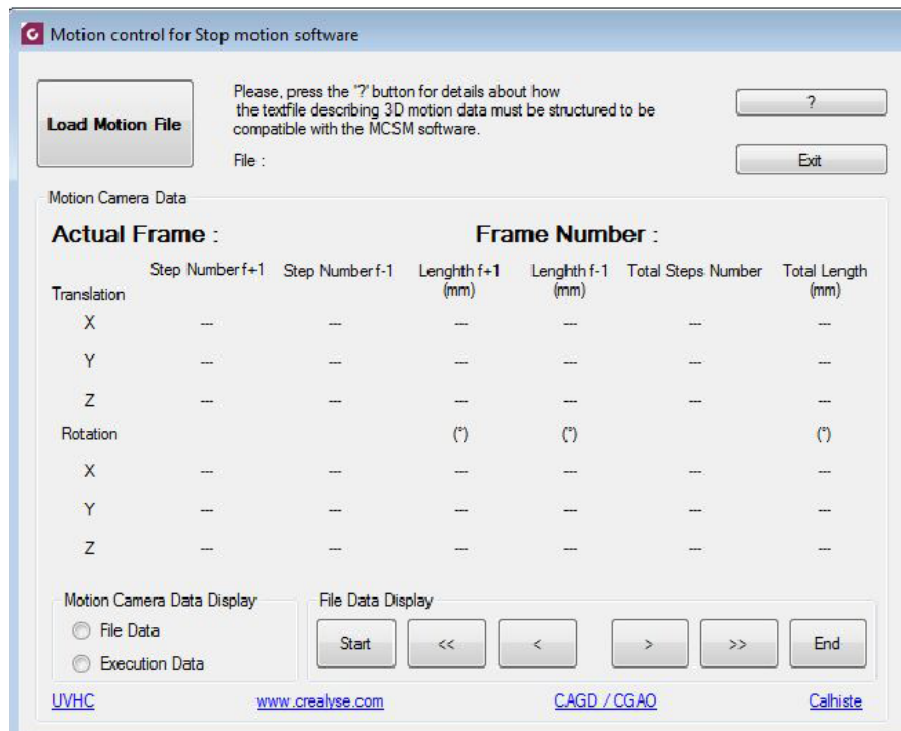 Motion control for Stop motion software
Load Motion File
Please, press the '?' button for details about how
the textfile describing 3D motion data must be structured to be
compatible with the MCSM software.
File :
?
Exit
Motion Camera Data
Actual Frame :
Frame Number :
Translation
Step Number f+1
Step Number f-1
Lenghth f+1
(mm)
Lenghth f-1
(mm)
Total Steps Number
Total Length
(mm)
X --- --- --- --- --- ---
Y --- --- --- --- --- ---
Z --- --- --- --- --- ---
Rotation (°) (°) (°)
X --- --- --- --- --- ---
Y --- --- --- --- --- ---
Z --- --- --- --- --- ---
Motion Camera Data Display
File Data
Execution Data
File Data Display
Start << < > >> End
UVHC www.crealyse.com CAGD / CGAO Calhiste